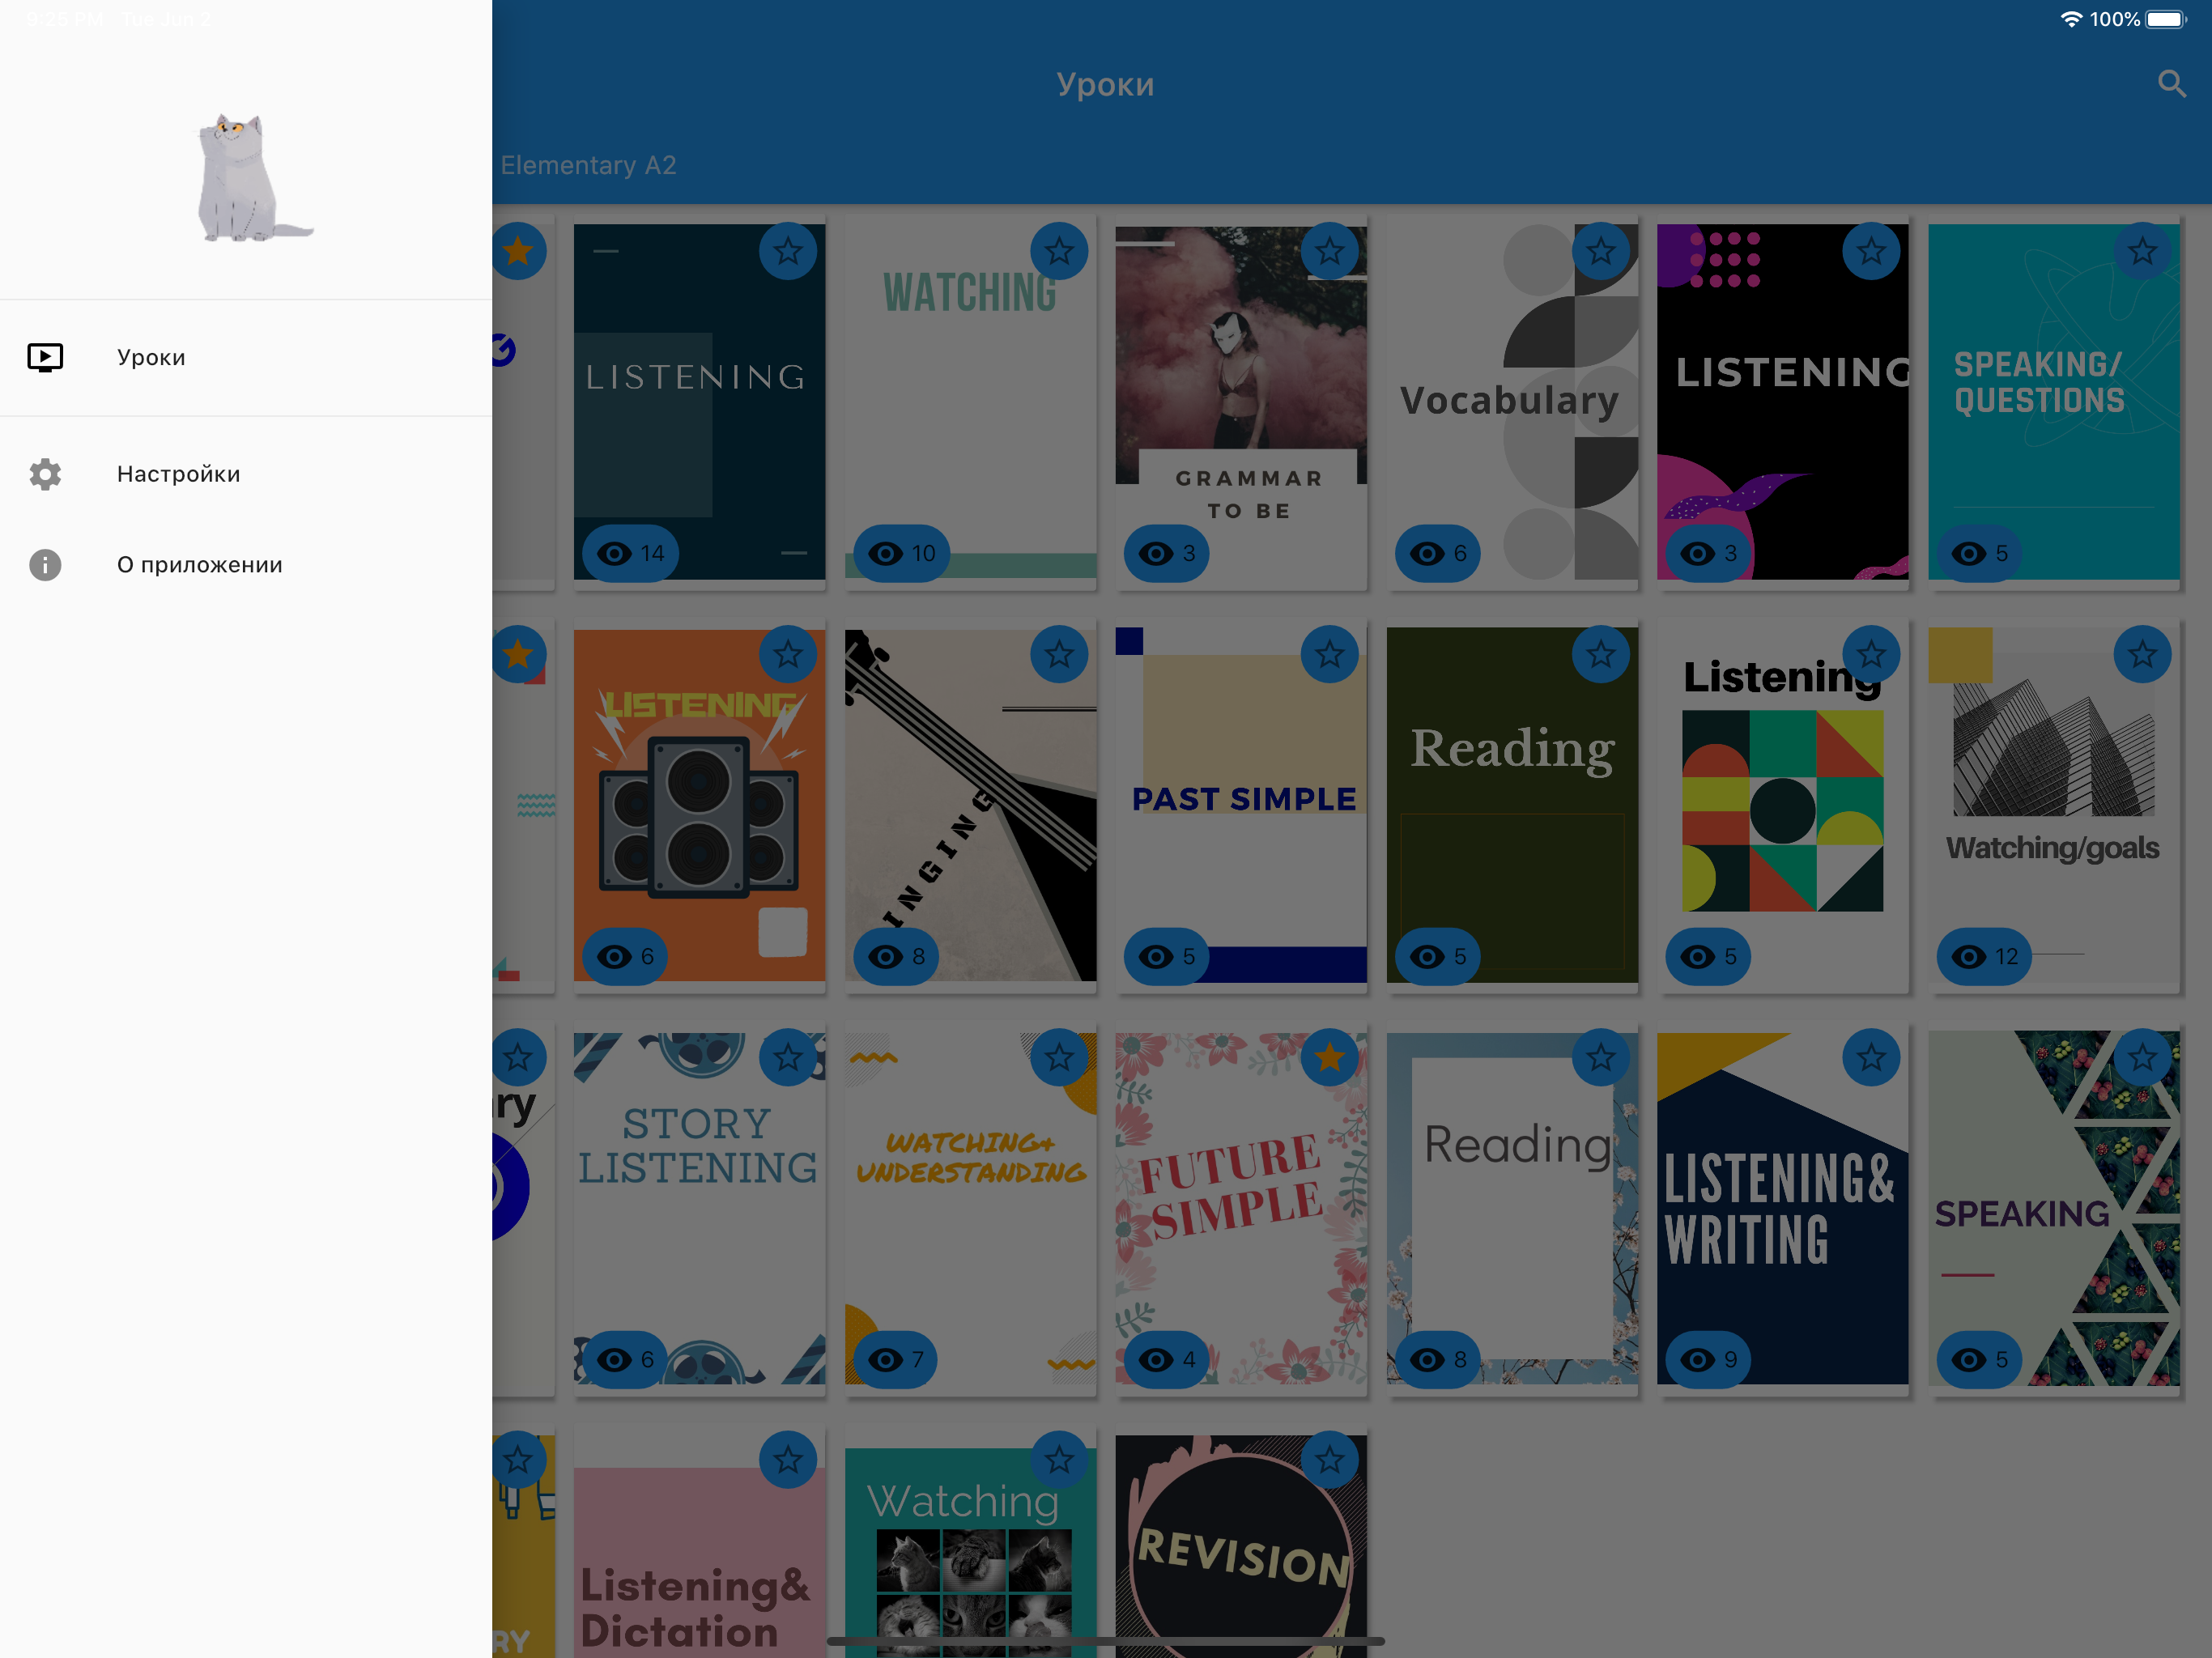 9:25 PM Tue Jun 2
100%
Уроки
Elementary A2
Уроки
Настройки
О приложении
LISTENING
14
WATCHING
10
GRAMMAR
TO BE
3
Vocabulary
6
LISTENING
3
SPEAKING/
QUESTIONS
5
LISTENING
6
INGING
8
PAST SIMPLE
5
Reading
5
Listening
5
Watching/goals
12
ry
STORY
LISTENING
6
WATCHING+
UNDERSTANDING
7
FUTURE
SIMPLE
4
Reading
8
LISTENING&
WRITING
9
SPEAKING
5
RY
Listening&
Dictation
Watching
REVISION